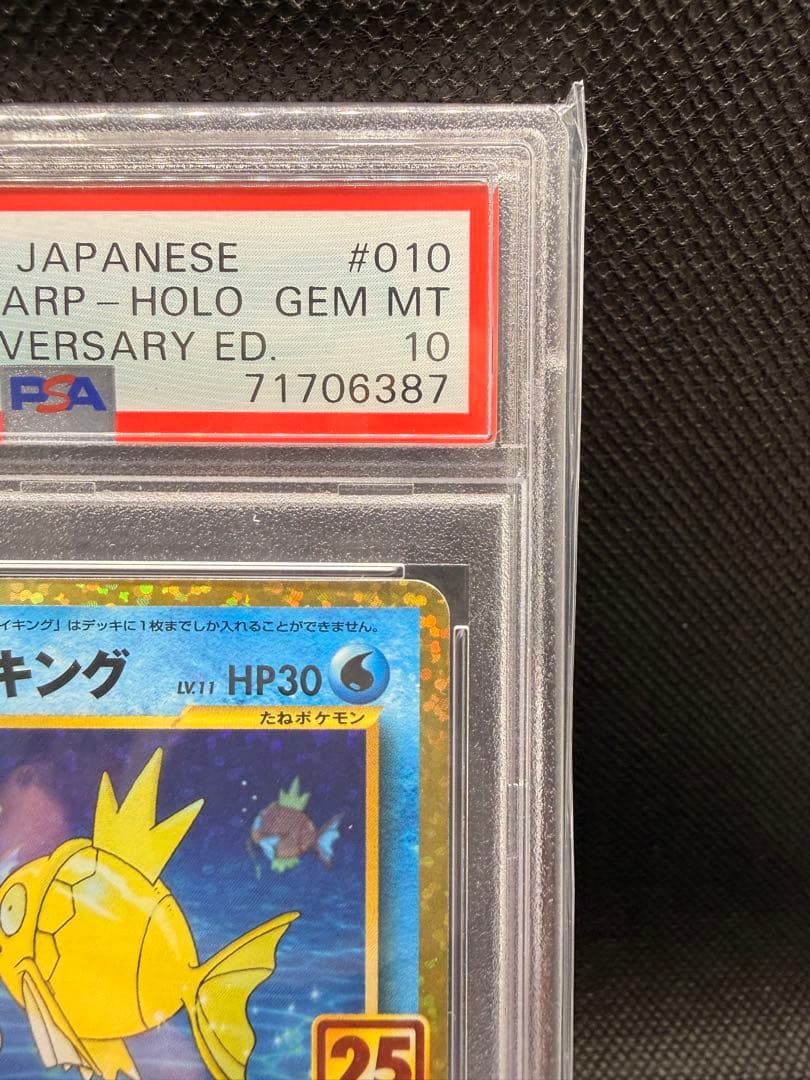 JAPANESE #010
ARP-HOLO GEM MT
VERSARY ED. 10
PSA 71706387
イキング」はデッキに1枚までしか入れることができません。
キング LV.11 HP30
たねポケモン
25